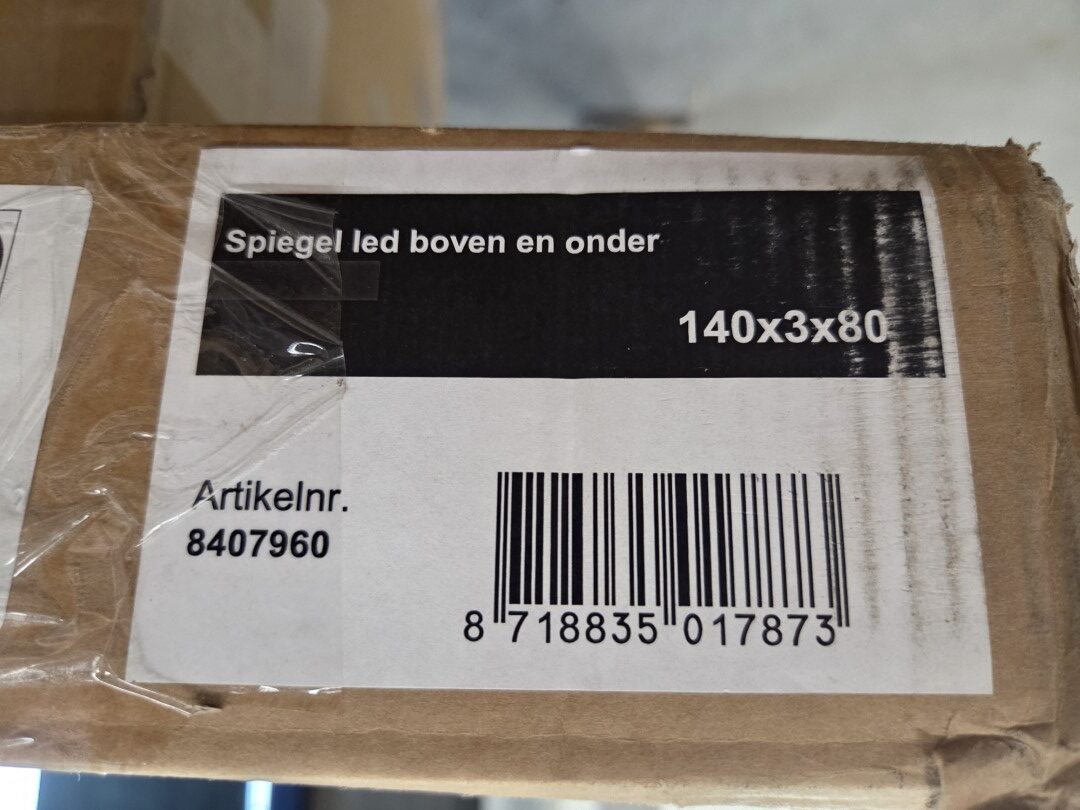 Spiegel led boven en onder
140x3x80
Artikelnr.
8407960
8 718835 017873